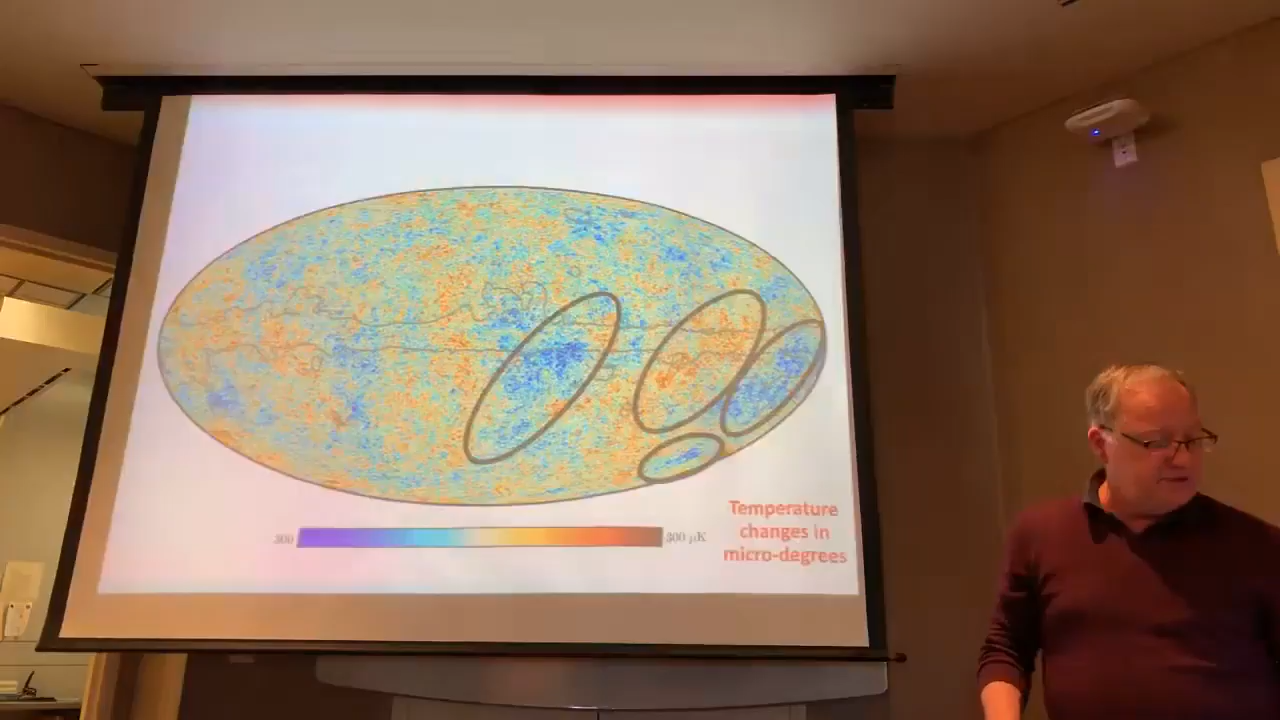 300
300 μK
Temperature
changes in
micro-degrees